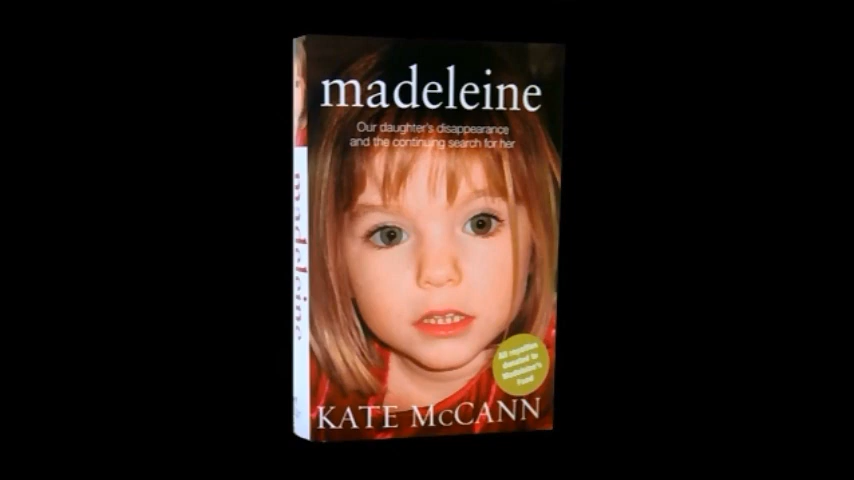 madeleine
Our daughter's disappearance
and the continuing search for her
All royalties
donated to
Madeleine's
Fund
KATE McCANN
madeleine